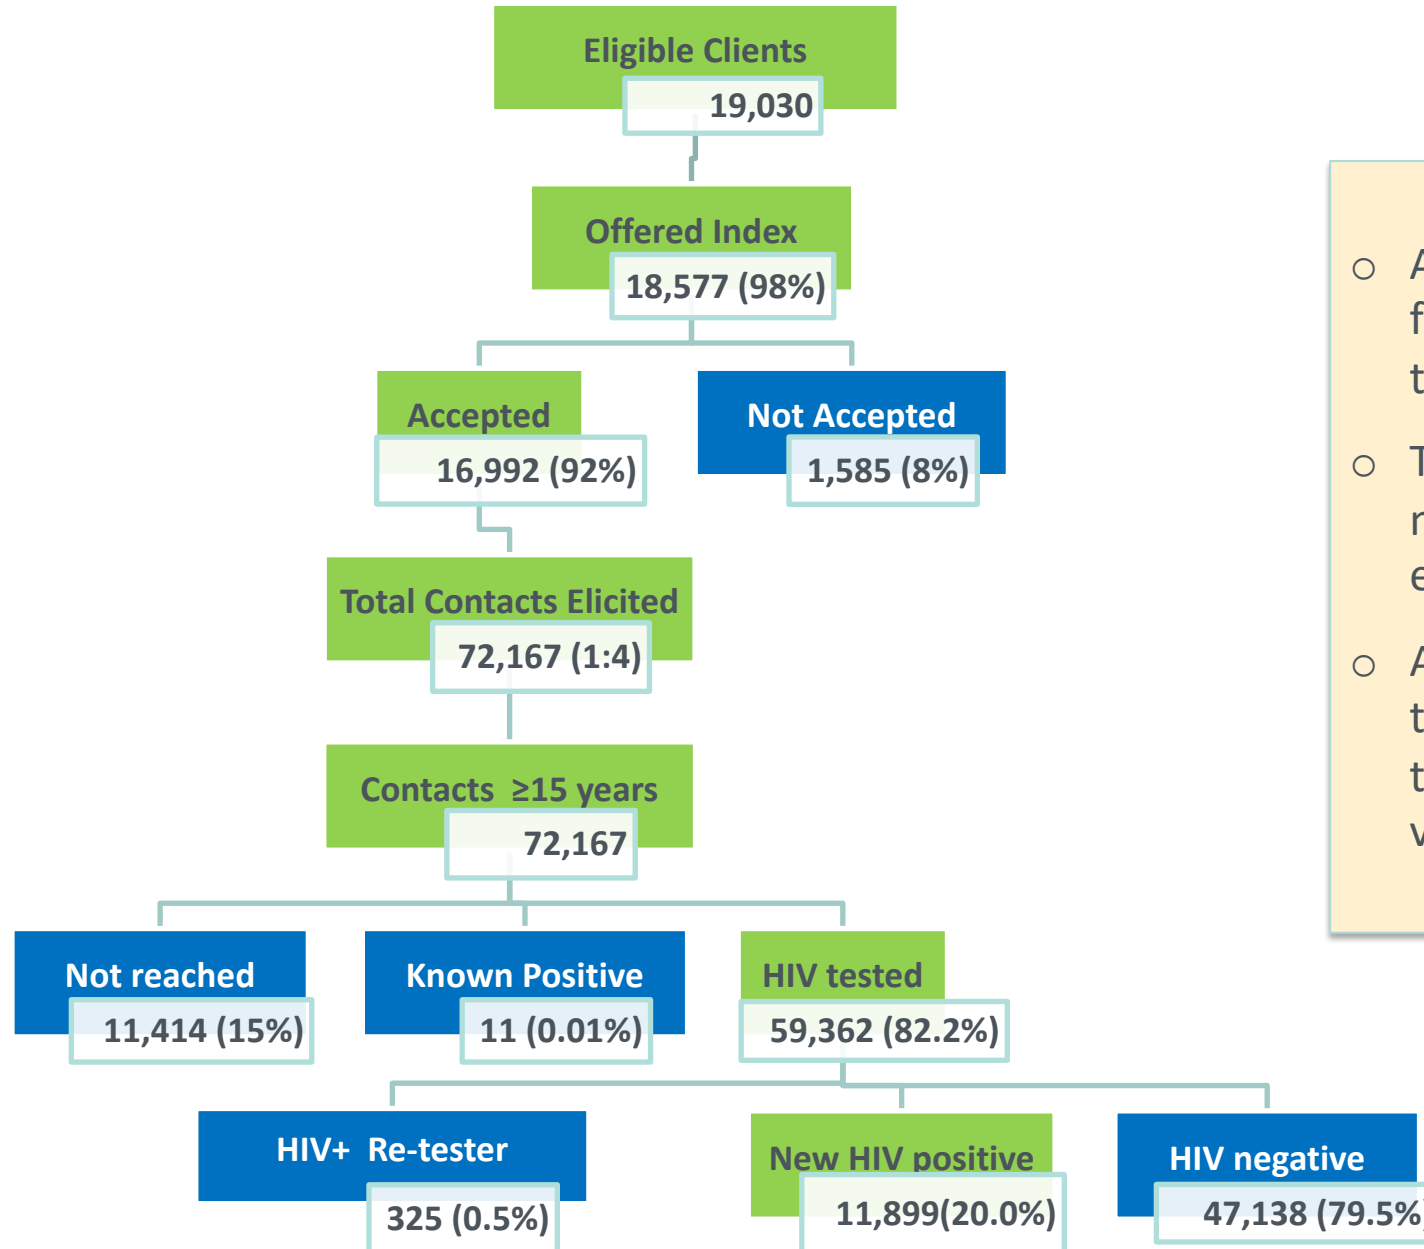 Eligible Clients
19,030
Offered Index
18,577 (98%)
Accepted
16,992 (92%)
Not Accepted
1,585 (8%)
Total Contacts Elicited
72,167 (1:4)
Contacts ≥15 years
72,167
Not reached
11,414 (15%)
Known Positive
11 (0.01%)
HIV tested
59,362 (82.2%)
HIV+ Re-tester
325 (0.5%)
New HIV positive
11,899(20.0%)
HIV negative
47,138 (79.5%